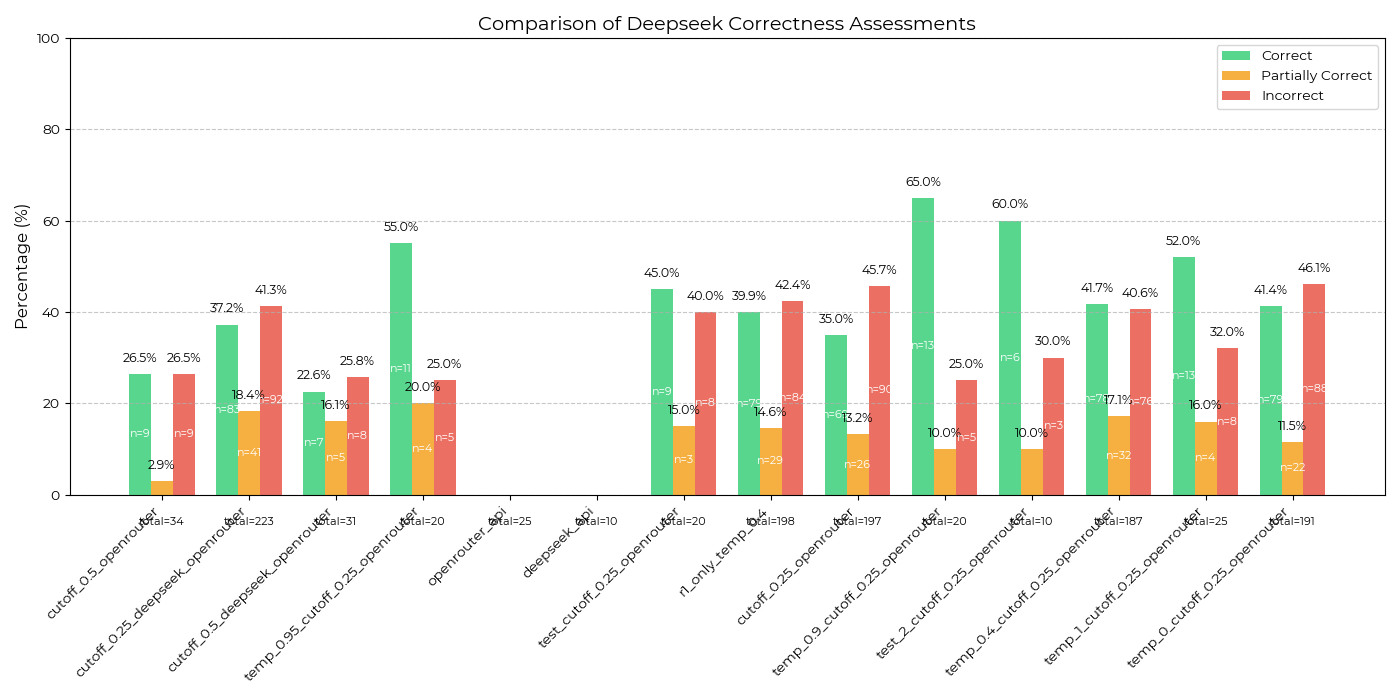 Comparison of Deepseek Correctness Assessments
Correct
Partially Correct
Incorrect
Percentage (%)
100
80
60
40
20
0
26.5%
2.9%
26.5%
n=9
n=9
37.2%
18.4%
41.3%
n=83
n=41
n=92
22.6%
16.1%
25.8%
n=7
n=5
n=8
55.0%
20.0%
25.0%
n=11
n=4
n=5
45.0%
15.0%
40.0%
n=9
n=3
n=8
39.9%
14.6%
42.4%
n=79
n=29
n=84
35.0%
13.2%
45.7%
n=26
n=90
65.0%
10.0%
25.0%
n=13
n=5
60.0%
10.0%
30.0%
n=6
n=3
41.7%
17.1%
40.6%
n=32
n=76
52.0%
16.0%
32.0%
n=13
n=4
n=8
41.4%
11.5%
46.1%
n=79
n=22
n=88
total=34
total=223
total=31
total=20
total=25
total=10
total=20
total=198
total=197
total=20
total=10
total=187
total=25
total=191
cutoff_0.5_openrouter
cutoff_0.25_deepseek_openrouter
cutoff_0.5_deepseek_openrouter
temp_0.95_cutoff_0.25_openrouter
openrouter_api
deepseek_api
test_cutoff_0.25_openrouter
r1_only_temp_0.4
cutoff_0.25_openrouter
temp_0.9_cutoff_0.25_openrouter
test_2_cutoff_0.25_openrouter
temp_0.4_cutoff_0.25_openrouter
temp_1_cutoff_0.25_openrouter
temp_0_cutoff_0.25_openrouter